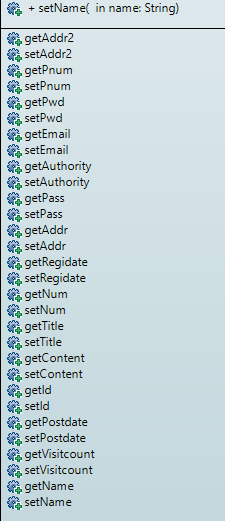 + setName(  in name: String)
getAddr2
setAddr2
getPnum
setPnum
getPwd
setPwd
getEmail
setEmail
getAuthority
setAuthority
getPass
setPass
getAddr
setAddr
getRegidate
setRegidate
getNum
setNum
getTitle
setTitle
getContent
setContent
getId
setId
getPostdate
setPostdate
getVisitcount
setVisitcount
getName
setName